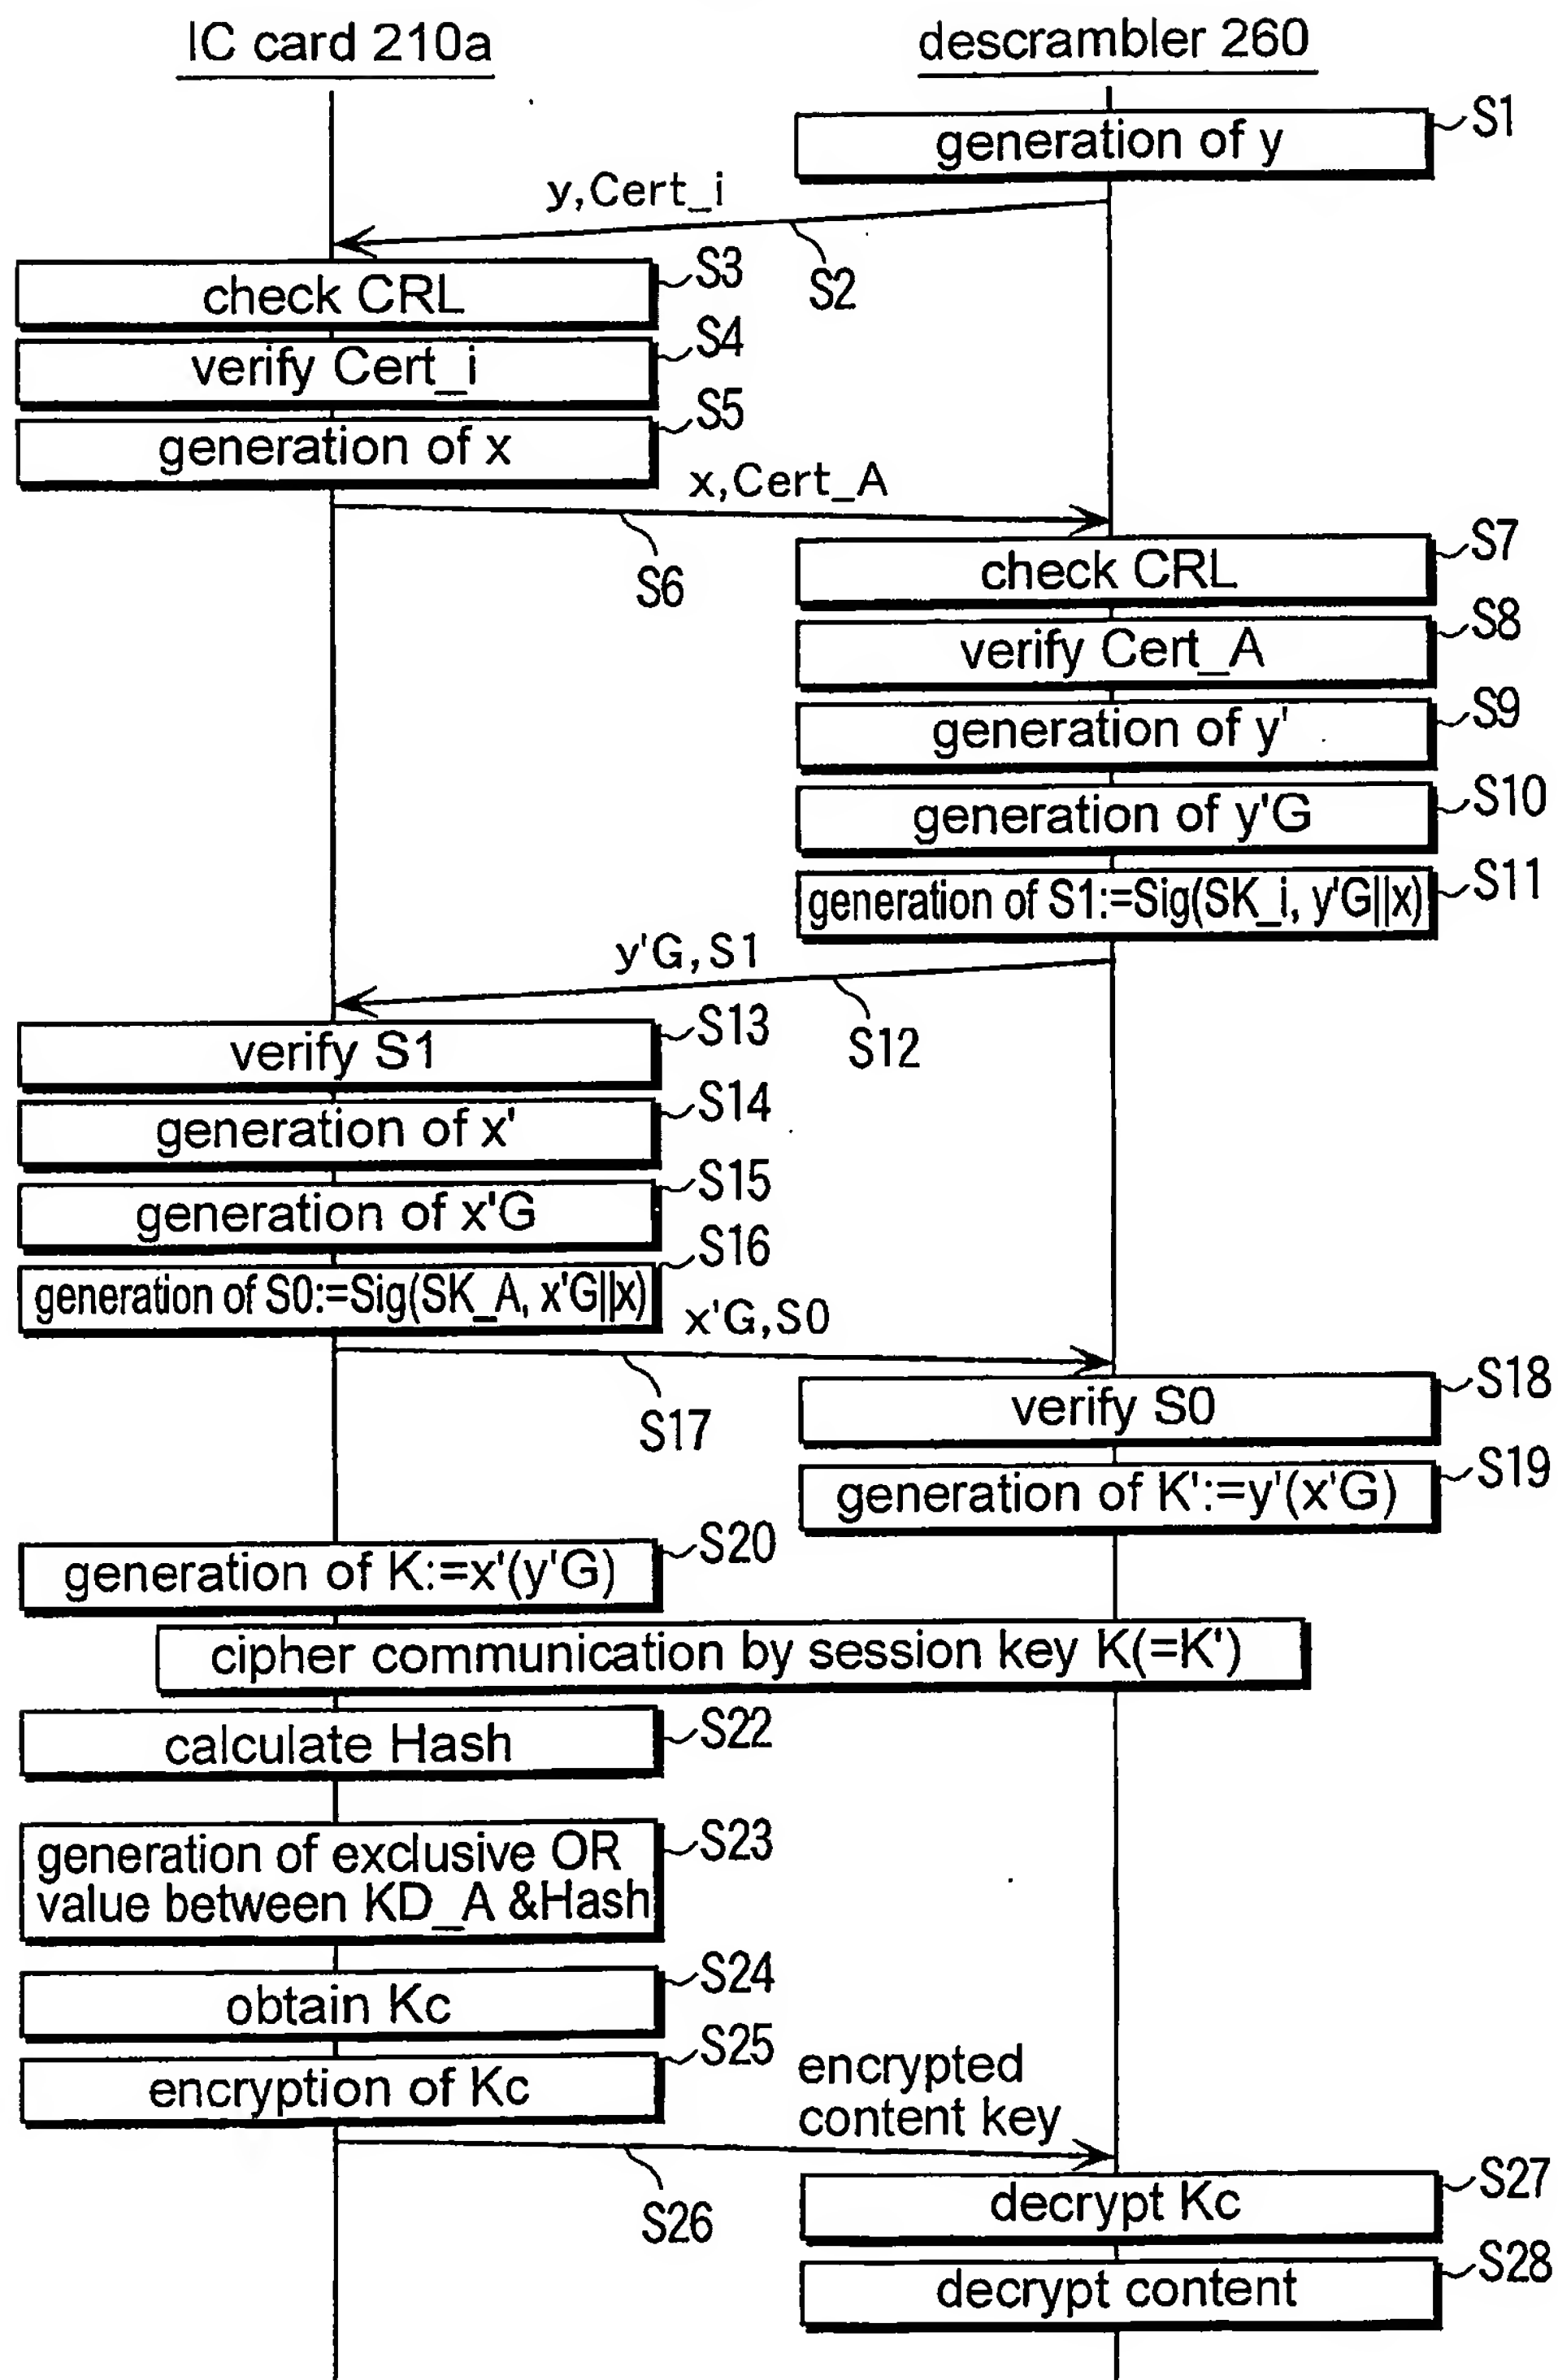 IC card 210a
descrambler 260
generation of y
S1
y,Cert_i
S2
check CRL
S3
verify Cert_i
S4
generation of x
S5
x,Cert_A
S6
check CRL
S7
verify Cert_A
S8
generation of y'
S9
generation of y'G
S10
generation of S1:=Sig(SK_i, y'G||x)
S11
y'G,S1
S12
verify S1
S13
generation of x'
S14
generation of x'G
S15
generation of S0:=Sig(SK_A, x'G||x)
S16
x'G,S0
S17
verify S0
S18
generation of K':=y'(x'G)
S19
generation of K:=x'(y'G)
S20
cipher communication by session key K(=K')
calculate Hash
S22
generation of exclusive OR
value between KD_A &Hash
S23
obtain Kc
S24
encryption of Kc
S25
encrypted
content key
S26
decrypt Kc
S27
decrypt content
S28